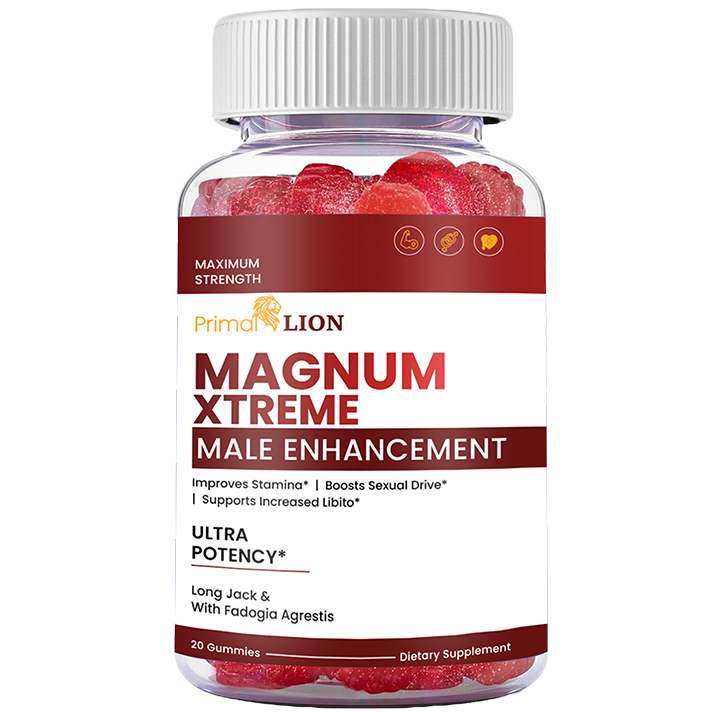 MAXIMUM
STRENGTH
Primal LION
MAGNUM
XTREME
MALE ENHANCEMENT
Improves Stamina* | Boosts Sexual Drive*
| Supports Increased Libito*
ULTRA
POTENCY*
Long Jack &
With Fadogia Agrestis
20 Gummies Dietary Supplement